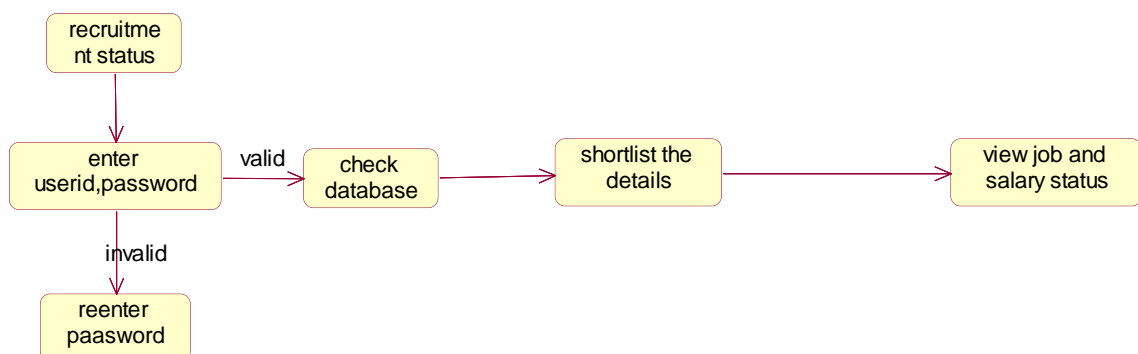 recruitme
nt status
enter
userid,password
valid
check
database
shortlist the
details
view job and
salary status
invalid
reenter
paasword